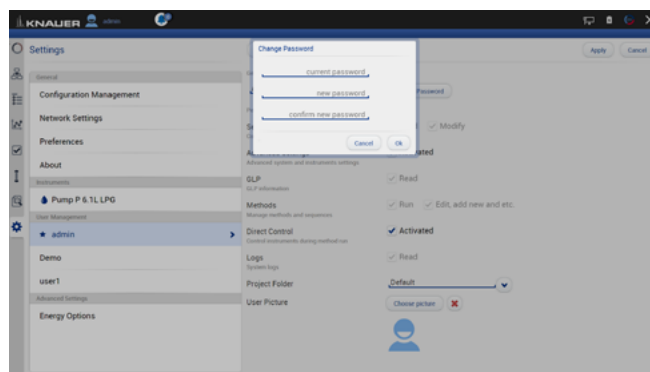 KNAUER admin
Settings
Apply Cancel
Change Password
current password
new password
confirm new password
Cancel Ok
General
Configuration Management
Network Settings
Preferences
About
Instruments
Pump P 6.1L LPG
User Management
admin
Demo
user1
Advanced Settings
Energy Options
Password
Modify
Activated
Advanced system and instruments settings
GLP
Read
GLP information
Methods
Run Edit, add new and etc.
Manage methods and sequences
Direct Control
Activated
Control instruments during method run
Logs
Read
System logs
Project Folder
Default
User Picture
Choose picture